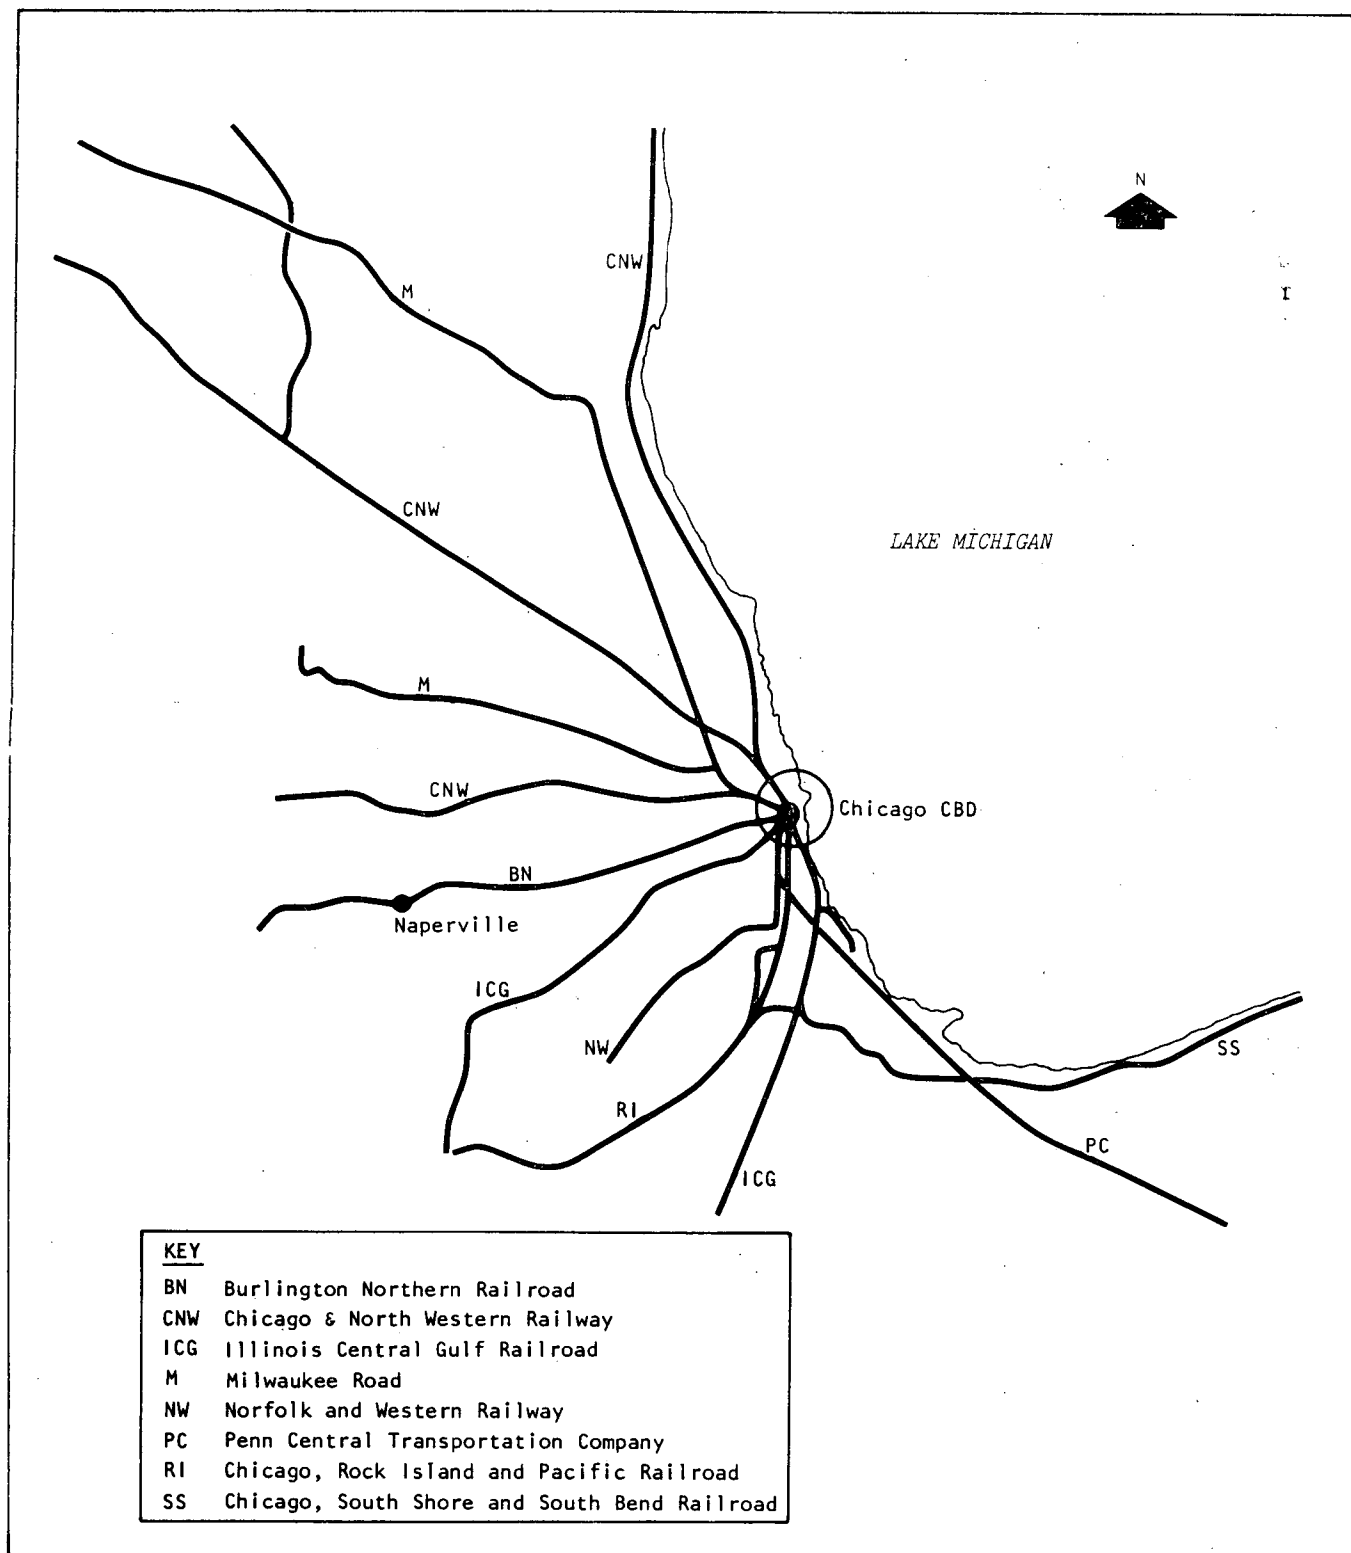 N
CNW
M
CNW
LAKE MICHIGAN
M
CNW
Chicago CBD
BN
Naperville
ICG
NW
SS
RI
PC
ICG
KEY
BN Burlington Northern Railroad
CNW Chicago & North Western Railway
ICG Illinois Central Gulf Railroad
M Milwaukee Road
NW Norfolk and Western Railway
PC Penn Central Transportation Company
RI Chicago, Rock Island and Pacific Railroad
SS Chicago, South Shore and South Bend Railroad